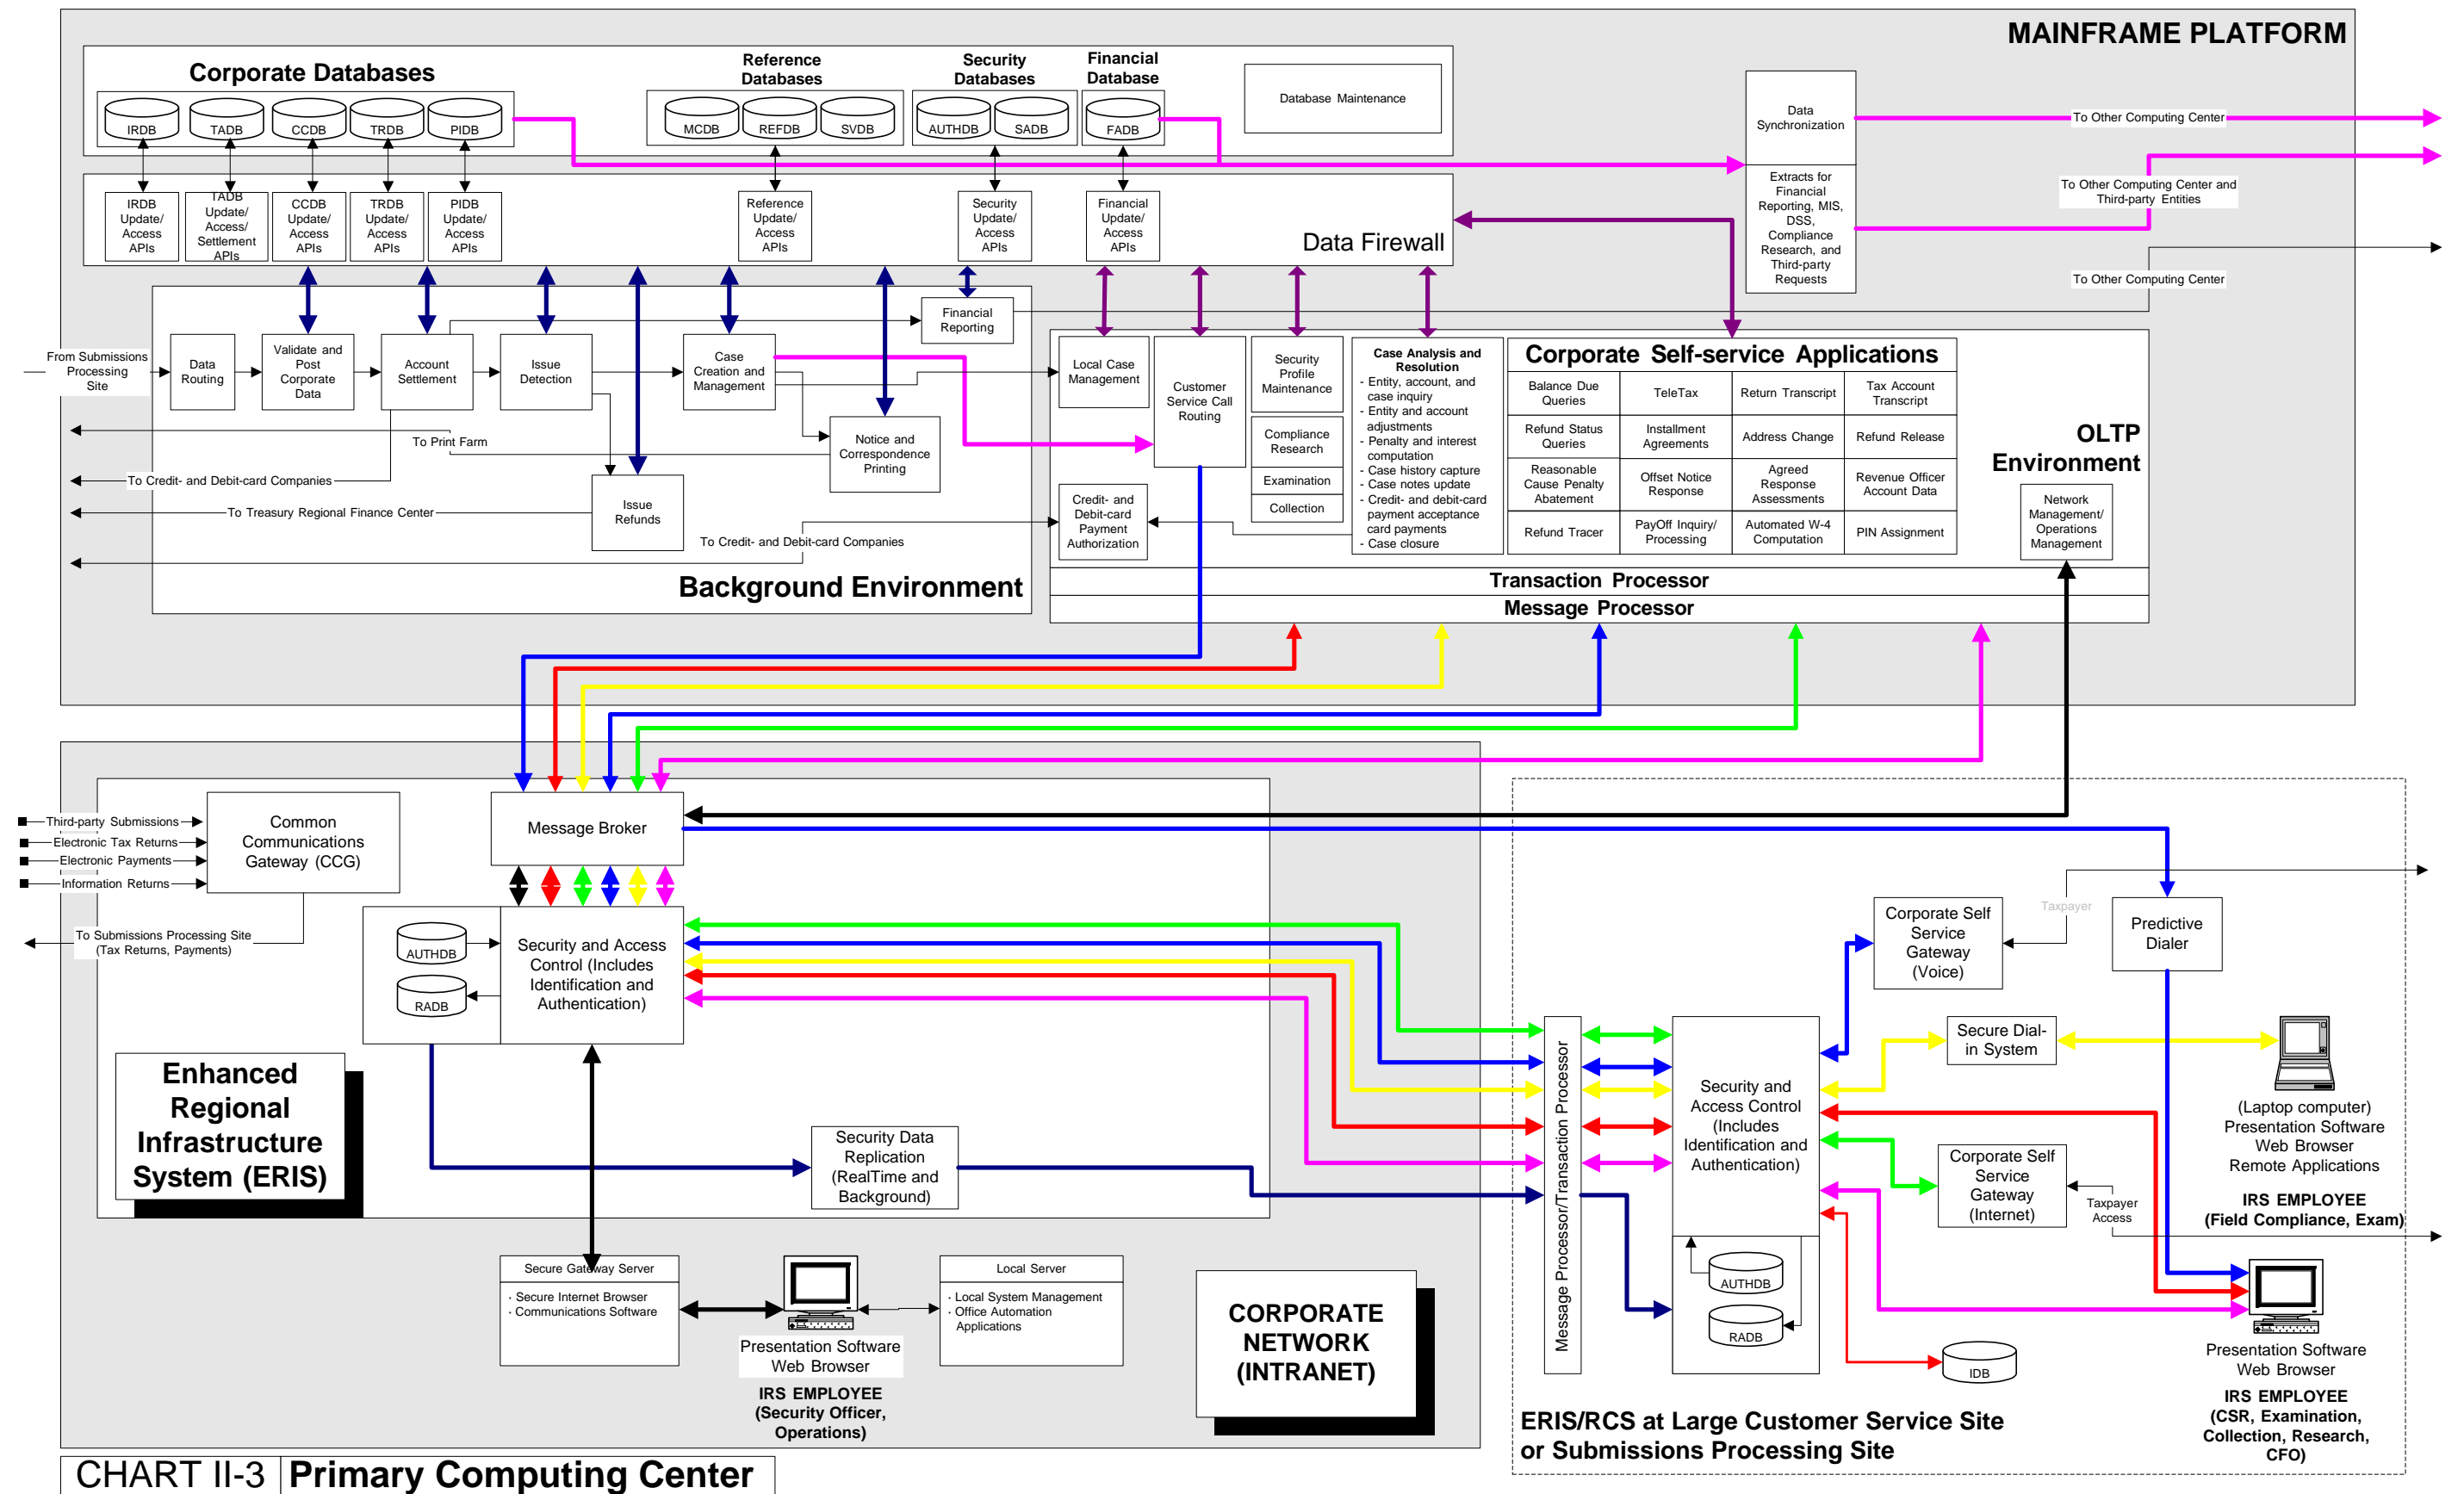 MAINFRAME PLATFORM
Corporate Databases
Reference
Databases
Security
Databases
Financial
Database
IRDB
TADB
CCDB
TRDB
PIDB
MCDB
REFDB
SVDB
AUTHDB
SADB
FADB
Database Maintenance
Data
Synchronization
Extracts for
Financial
Reporting, MIS,
DSS,
Compliance
Research, and
Third-party
Requests
To Other Computing Center
To Other Computing Center and
Third-party Entities
To Other Computing Center
IRDB
Update/
Access
APIs
TADB
Update/
Access/
Settlement
APIs
CCDB
Update/
Access
APIs
TRDB
Update/
Access
APIs
PIDB
Update/
Access
APIs
Reference
Update/
Access
APIs
Security
Update/
Access
APIs
Financial
Update/
Access
APIs
Data Firewall
From Submissions
Processing
Site
Data
Routing
Validate and
Post
Corporate
Data
Account
Settlement
Issue
Detection
Case
Creation and
Management
Financial
Reporting
Notice and
Correspondence
Printing
Issue
Refunds
To Print Farm
To Credit- and Debit-card Companies
To Treasury Regional Finance Center
To Credit- and Debit-card Companies
Background Environment
Local Case
Management
Customer
Service Call
Routing
Security
Profile
Maintenance
Compliance
Research
Examination
Collection
Credit- and
Debit-card
Payment
Authorization
Case Analysis and
Resolution
- Entity, account, and
case inquiry
- Entity and account
adjustments
- Penalty and interest
computation
- Case history capture
- Case notes update
- Credit- and debit-card
payment acceptance
card payments
- Case closure
Corporate Self-service Applications
Balance Due
Queries
TeleTax
Return Transcript
Tax Account
Transcript
Refund Status
Queries
Installment
Agreements
Address Change
Refund Release
Reasonable
Cause Penalty
Abatement
Offset Notice
Response
Agreed
Response
Assessments
Revenue Officer
Account Data
Refund Tracer
PayOff Inquiry/
Processing
Automated W-4
Computation
PIN Assignment
OLTP
Environment
Network
Management/
Operations
Management
Transaction Processor
Message Processor
Third-party Submissions
Electronic Tax Returns
Electronic Payments
Information Returns
Common
Communications
Gateway (CCG)
To Submissions Processing Site
(Tax Returns, Payments)
Message Broker
AUTHDB
RADB
Security and Access
Control (Includes
Identification and
Authentication)
Enhanced
Regional
Infrastructure
System (ERIS)
Security Data
Replication
(RealTime and
Background)
Secure Gateway Server
· Secure Internet Browser
· Communications Software
Presentation Software
Web Browser
IRS EMPLOYEE
(Security Officer,
Operations)
Local Server
· Local System Management
· Office Automation
Applications
CORPORATE
NETWORK
(INTRANET)
Message Processor/Transaction Processor
Security and
Access Control
(Includes
Identification and
Authentication)
AUTHDB
RADB
Corporate Self
Service
Gateway
(Voice)
Taxpayer
Predictive
Dialer
Secure Dial-
in System
(Laptop computer)
Presentation Software
Web Browser
Remote Applications
IRS EMPLOYEE
(Field Compliance, Exam)
Corporate Self
Service
Gateway
(Internet)
Taxpayer
Access
IDB
Presentation Software
Web Browser
IRS EMPLOYEE
(CSR, Examination,
Collection, Research,
CFO)
ERIS/RCS at Large Customer Service Site
or Submissions Processing Site
CHART II-3 Primary Computing Center